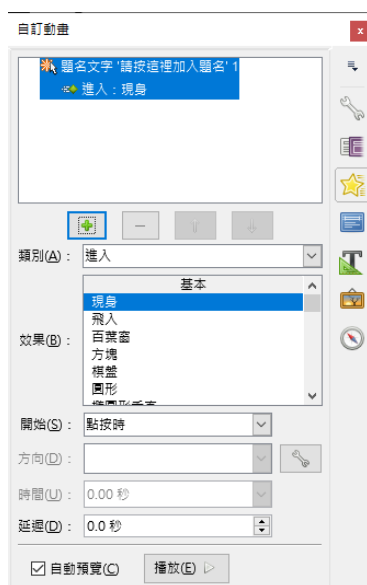 自訂動畫
題名文字 '請按這裡加入題名' 1
進入：現身
類別(A)：
進入
效果(B)：
基本
現身
飛入
百葉窗
方塊
棋盤
圓形
開始(S)：
點按時
方向(D)：
時間(U)：
0.00 秒
延遲(D)：
0.0 秒
自動預覽(C)
播放(E)